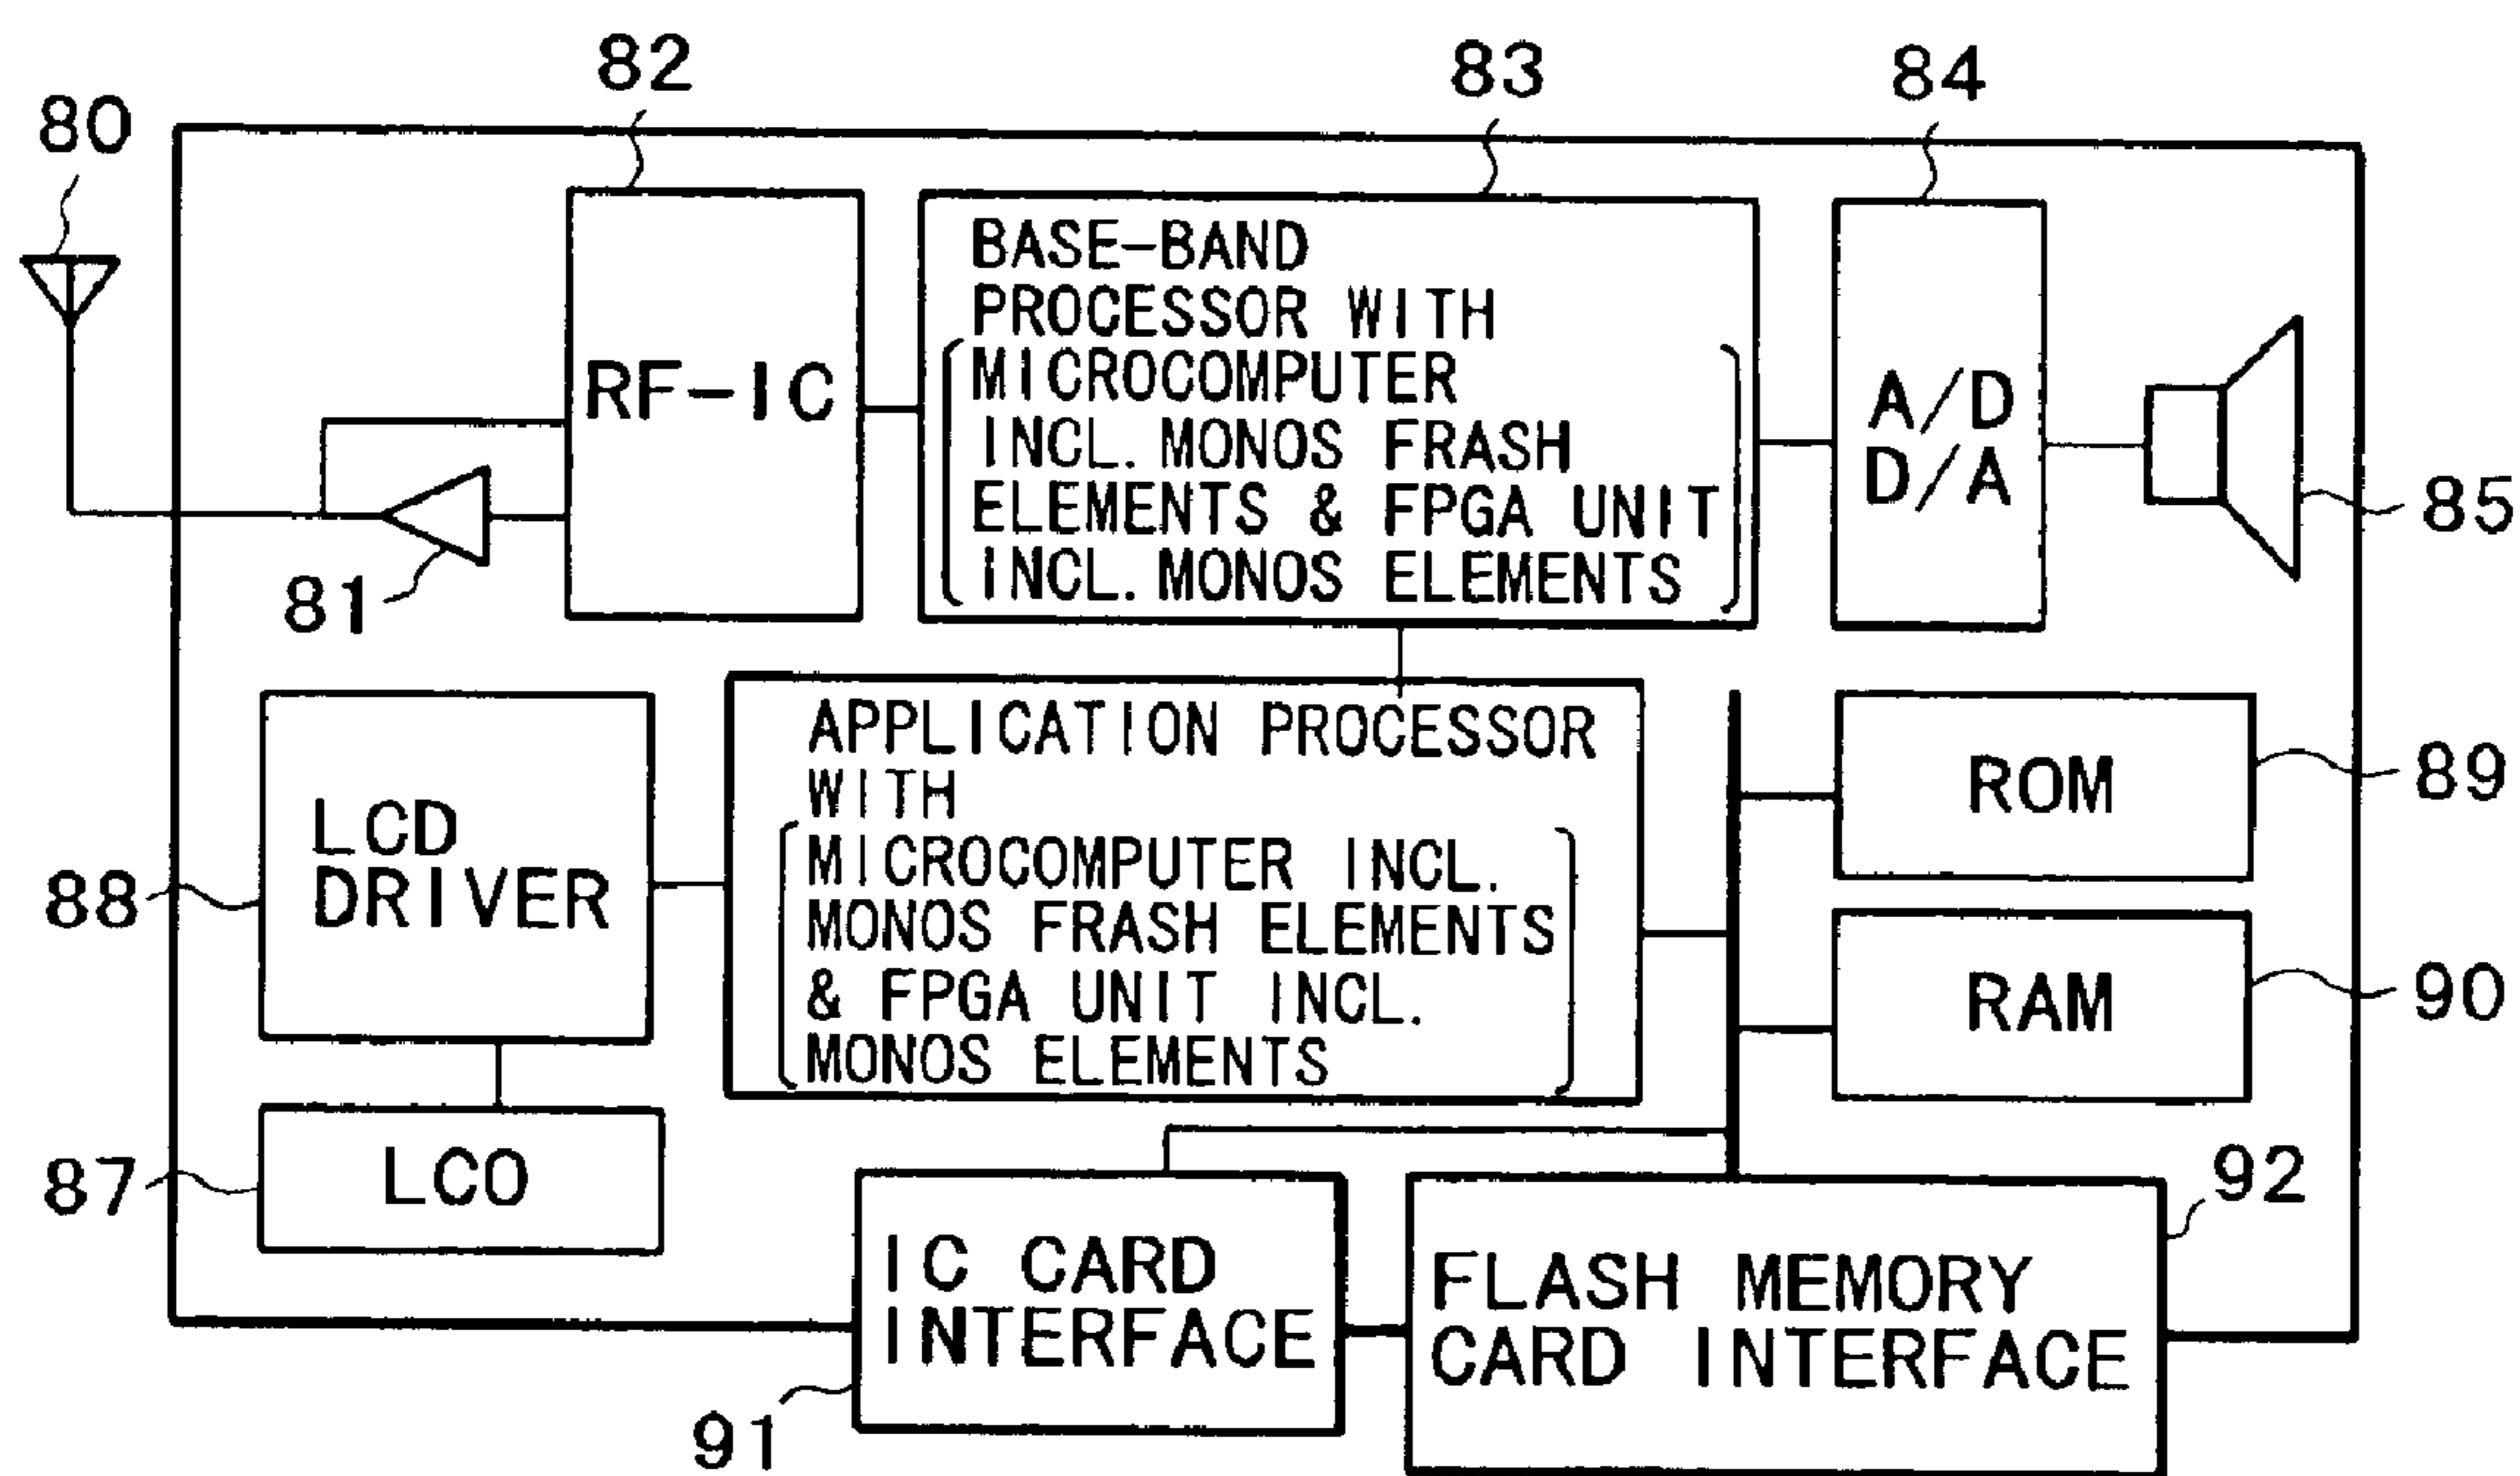 82
83
84
80
BASE-BAND
PROCESSOR WITH
MICROCOMPUTER
INCL. MONOS FRASH
ELEMENTS & FPGA UNIT
INCL. MONOS ELEMENTS
RF-IC
A/D
D/A
85
81
APPLICATION PROCESSOR
WITH
MICROCOMPUTER INCL.
MONOS FRASH ELEMENTS
& FPGA UNIT INCL.
MONOS ELEMENTS
LCD
DRIVER
88
ROM
89
RAM
90
87
LCO
92
IC CARD
INTERFACE
FLASH MEMORY
CARD INTERFACE
91